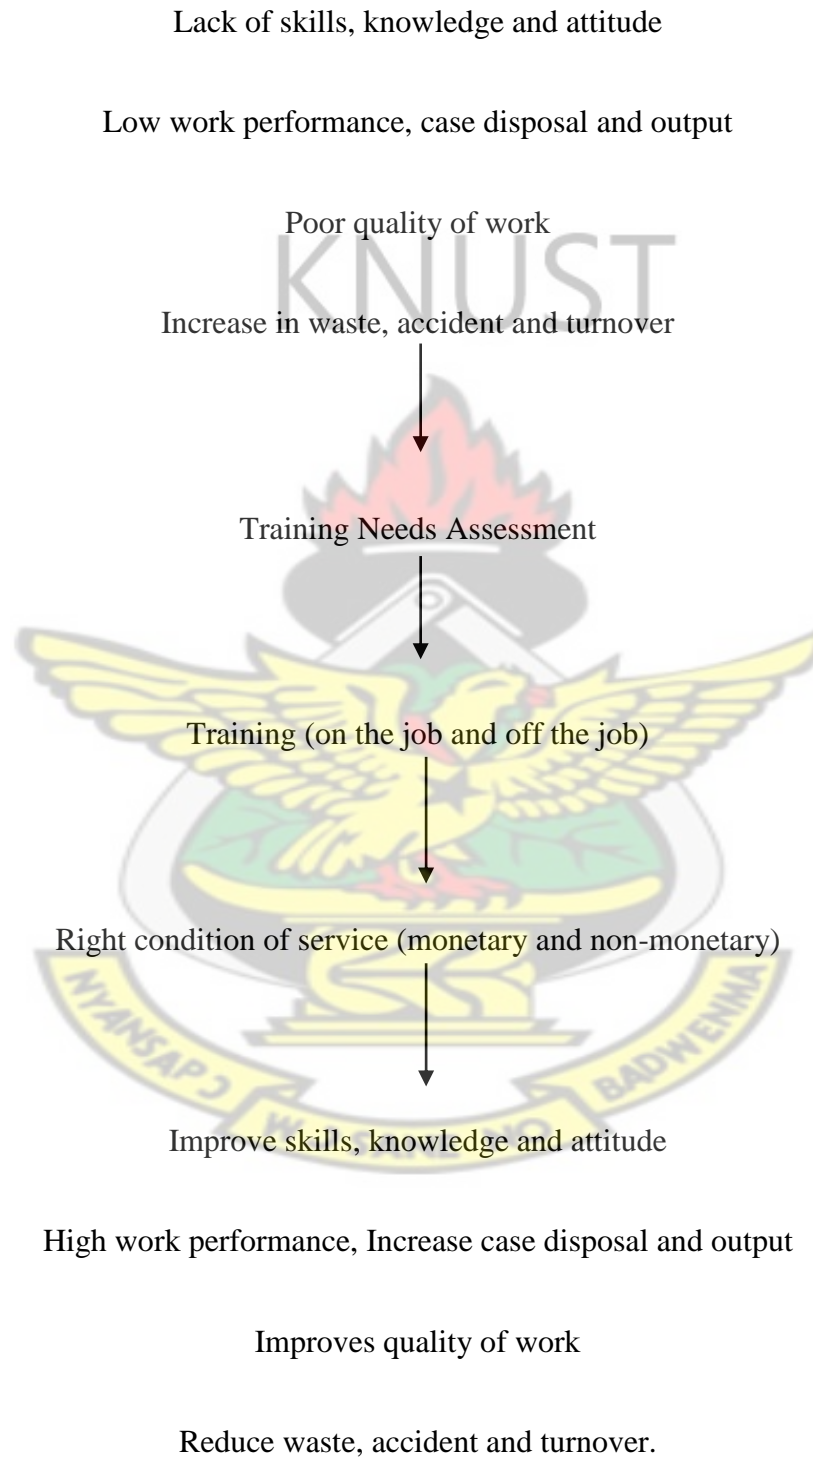 Lack of skills, knowledge and attitude
Low work performance, case disposal and output
KNUST
Poor quality of work
Increase in waste, accident and turnover
Training Needs Assessment
Training (on the job and off the job)
Right condition of service (monetary and non-monetary)
NYANSAPƆ
BADWENMA
Improve skills, knowledge and attitude
High work performance, Increase case disposal and output
Improves quality of work
Reduce waste, accident and turnover.